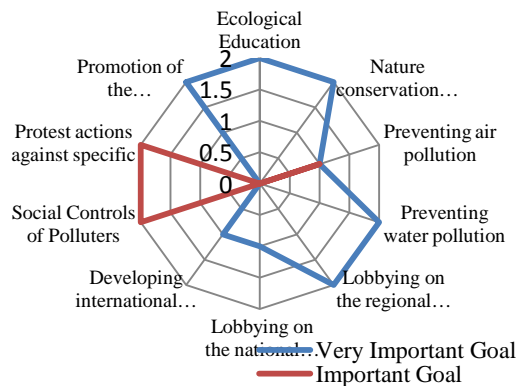 Ecological
Education
Nature
conservation…
Preventing air
pollution
Preventing
water pollution
Lobbying on
the regional…
Lobbying on
the national…
Developing
international…
Social Controls
of Polluters
Protest actions
against specific
Promotion of
the…
2
1.5
1
0.5
0
Very Important Goal
Important Goal